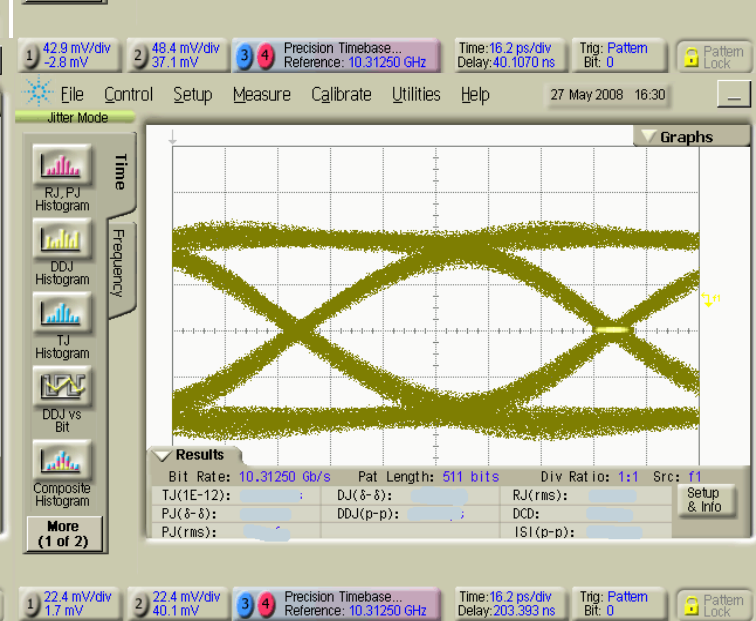 1) 42.9 mV/div -2.8 mV
2) 48.4 mV/div 37.1 mV
3 4 Precision Timebase... Reference: 10.31250 GHz
Time:16.2 ps/div Delay:40.1070 ns
Trig: Pattern Bit: 0
Pattern Lock
File Control Setup Measure Calibrate Utilities Help 27 May 2008 16:30
Jitter Mode
Graphs
Time
Frequency
RJ, PJ
Histogram
DDJ
Histogram
TJ
Histogram
DDJ vs
Bit
Composite
Histogram
More
(1 of 2)
f1
Results
Bit Rate: 10.31250 Gb/s Pat Length: 511 bits Div Ratio: 1:1 Src: f1
TJ(1E-12): DJ(δ-δ): RJ(rms):
PJ(δ-δ): DDJ(p-p): DCD:
PJ(rms): ISI(p-p):
Setup
& Info
1) 22.4 mV/div 1.7 mV
2) 22.4 mV/div 40.1 mV
3 4 Precision Timebase... Reference: 10.31250 GHz
Time:16.2 ps/div Delay:203.393 ns
Trig: Pattern Bit: 0
Pattern Lock